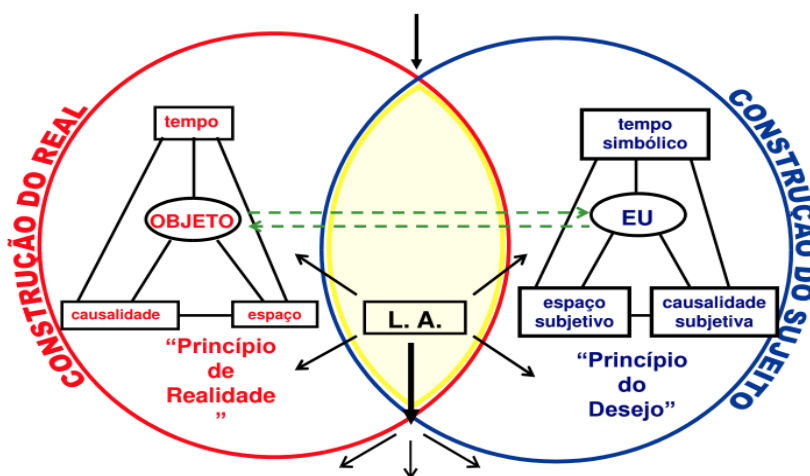 CONSTRUÇÃO DO REAL
tempo
OBJETO
causalidade
espaço
“Princípio
de
Realidade
”
L. A.
CONSTRUÇÃO DO SUJEITO
tempo
simbólico
EU
espaço
subjetivo
causalidade
subjetiva
“Princípio
do
Desejo”